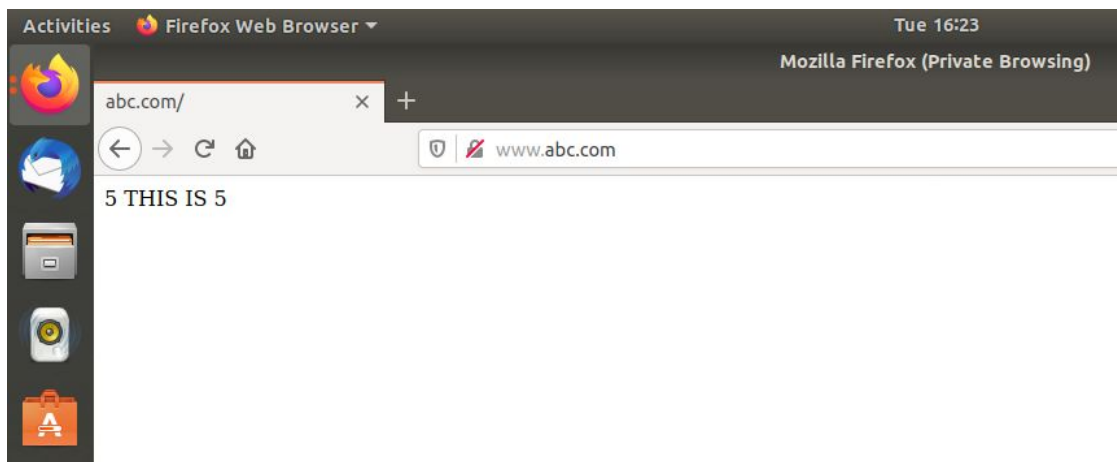 Activities Firefox Web Browser Tue 16:23
Mozilla Firefox (Private Browsing)
abc.com/
www.abc.com
5 THIS IS 5